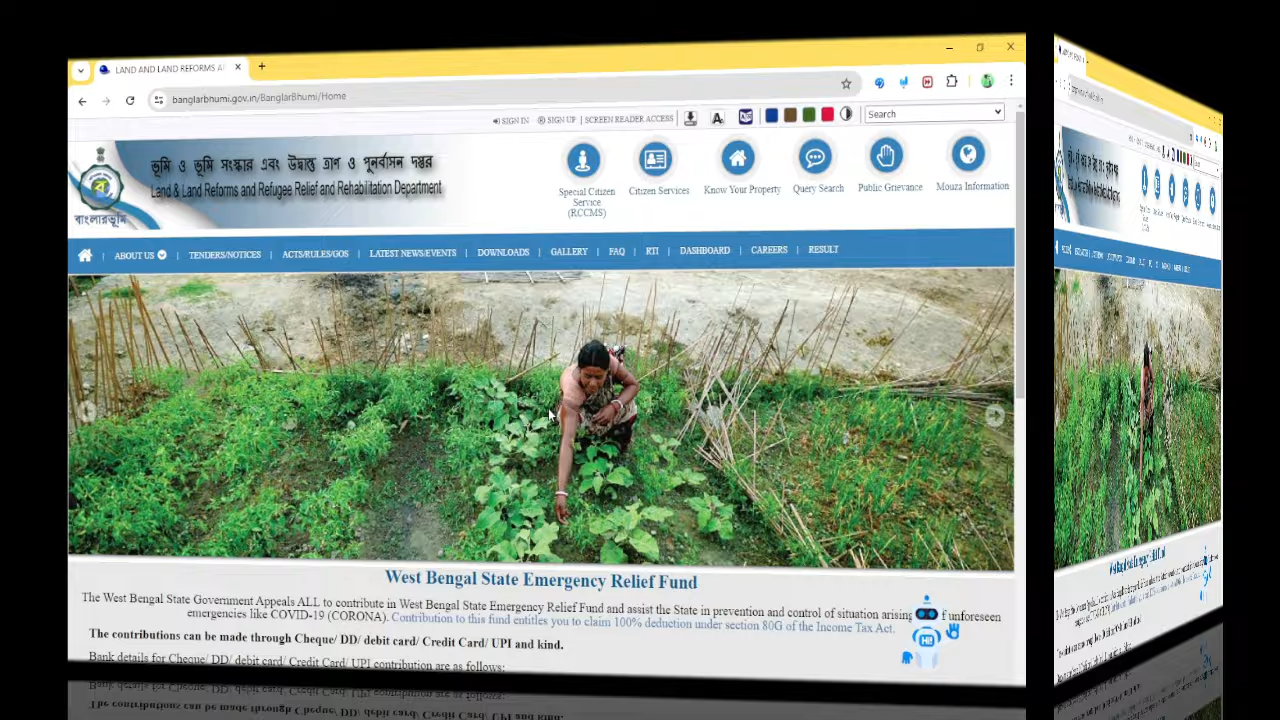 LAND AND LAND REFORMS A
banglarbhumi.gov.in/BanglarBhumi/Home
SIGN IN SIGN UP | SCREEN READER ACCESS | A Search
ভূমি ও ভূমি সংস্কার এবং উদ্বাস্তু ত্রাণ ও পুনর্বাসন দপ্তর
Land & Land Reforms and Refugee Relief and Rehabilitation Department
বাংলারভূমি
Special Citizen Service (RCCMS)
Citizen Services
Know Your Property
Query Search
Public Grievance
Mouza Information
ABOUT US | TENDERS/NOTICES | ACTS/RULES/GOS | LATEST NEWS/EVENTS | DOWNLOADS | GALLERY | FAQ | RTI | DASHBOARD | CAREERS | RESULT
West Bengal State Emergency Relief Fund
The West Bengal State Government Appeals ALL to contribute in West Bengal State Emergency Relief Fund and assist the State in prevention and control of situation arising f unforeseen
emergencies like COVID-19 (CORONA). Contribution to this fund entitles you to claim 100% deduction under section 80G of the Income Tax Act.
Hi!
The contributions can be made through Cheque/ DD/ debit card/ Credit Card/ UPI and kind.
Bank details for Cheque/ DD/ debit card/ Credit Card/ UPI contribution are as follows: